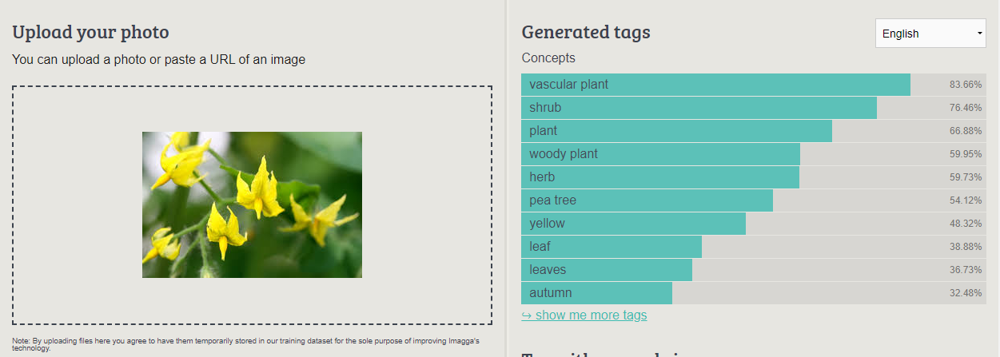 Upload your photo
You can upload a photo or paste a URL of an image
Note: By uploading files here you agree to have them temporarily stored in our training dataset for the sole purpose of improving Imagga's
technology.
Generated tags
English
Concepts
vascular plant 83.66%
shrub 76.46%
plant 66.88%
woody plant 59.95%
herb 59.73%
pea tree 54.12%
yellow 48.32%
leaf 38.88%
leaves 36.73%
autumn 32.48%
↪ show me more tags